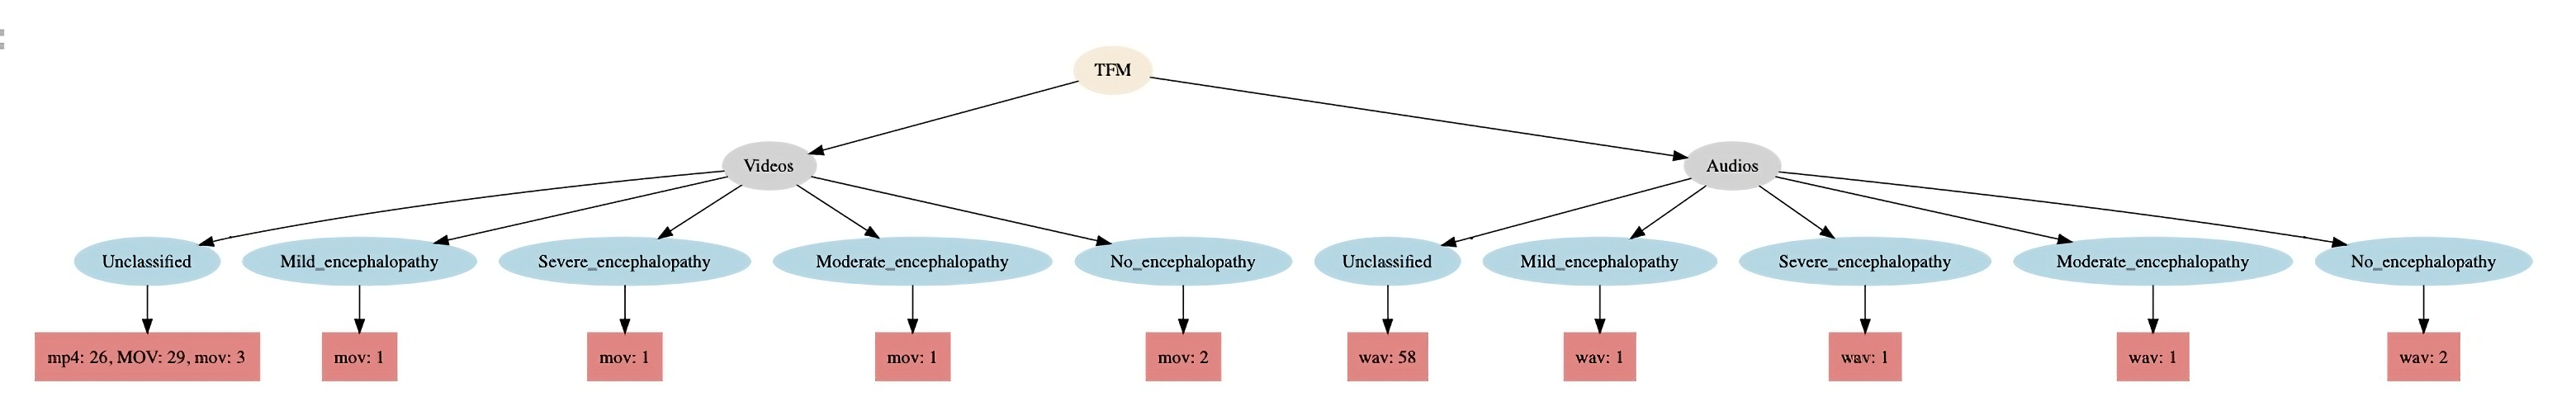 TFM
Videos
Audios
Unclassified
Mild_encephalopathy
Severe_encephalopathy
Moderate_encephalopathy
No_encephalopathy
Unclassified
Mild_encephalopathy
Severe_encephalopathy
Moderate_encephalopathy
No_encephalopathy
mp4: 26, MOV: 29, mov: 3
mov: 1
mov: 1
mov: 1
mov: 2
wav: 58
wav: 1
wav: 1
wav: 1
wav: 2